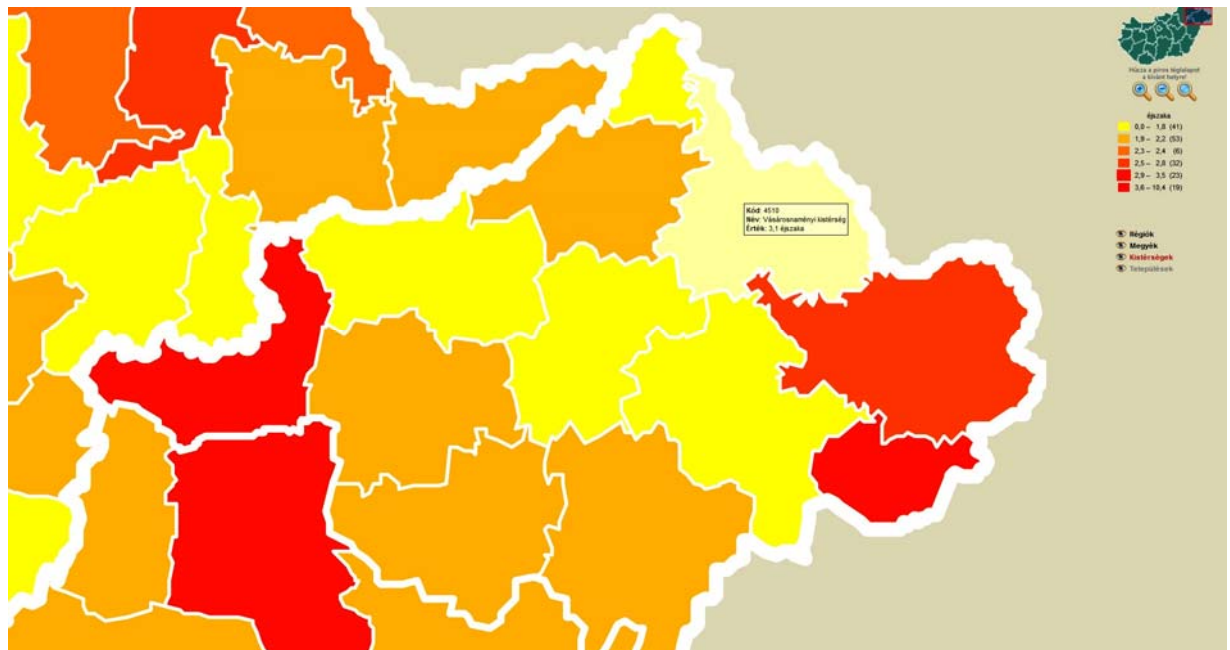 Húzza a piros téglalapot
a kívánt helyre!
éjszaka
0,0 – 1,8 (41)
1,9 – 2,2 (53)
2,3 – 2,4 (6)
2,5 – 2,8 (32)
2,9 – 3,5 (23)
3,6 – 10,4 (19)
Kód: 4510
Név: Vásárosnaményi kistérség
Érték: 3,1 éjszaka
Régiók
Megyék
Kistérségek
Települések